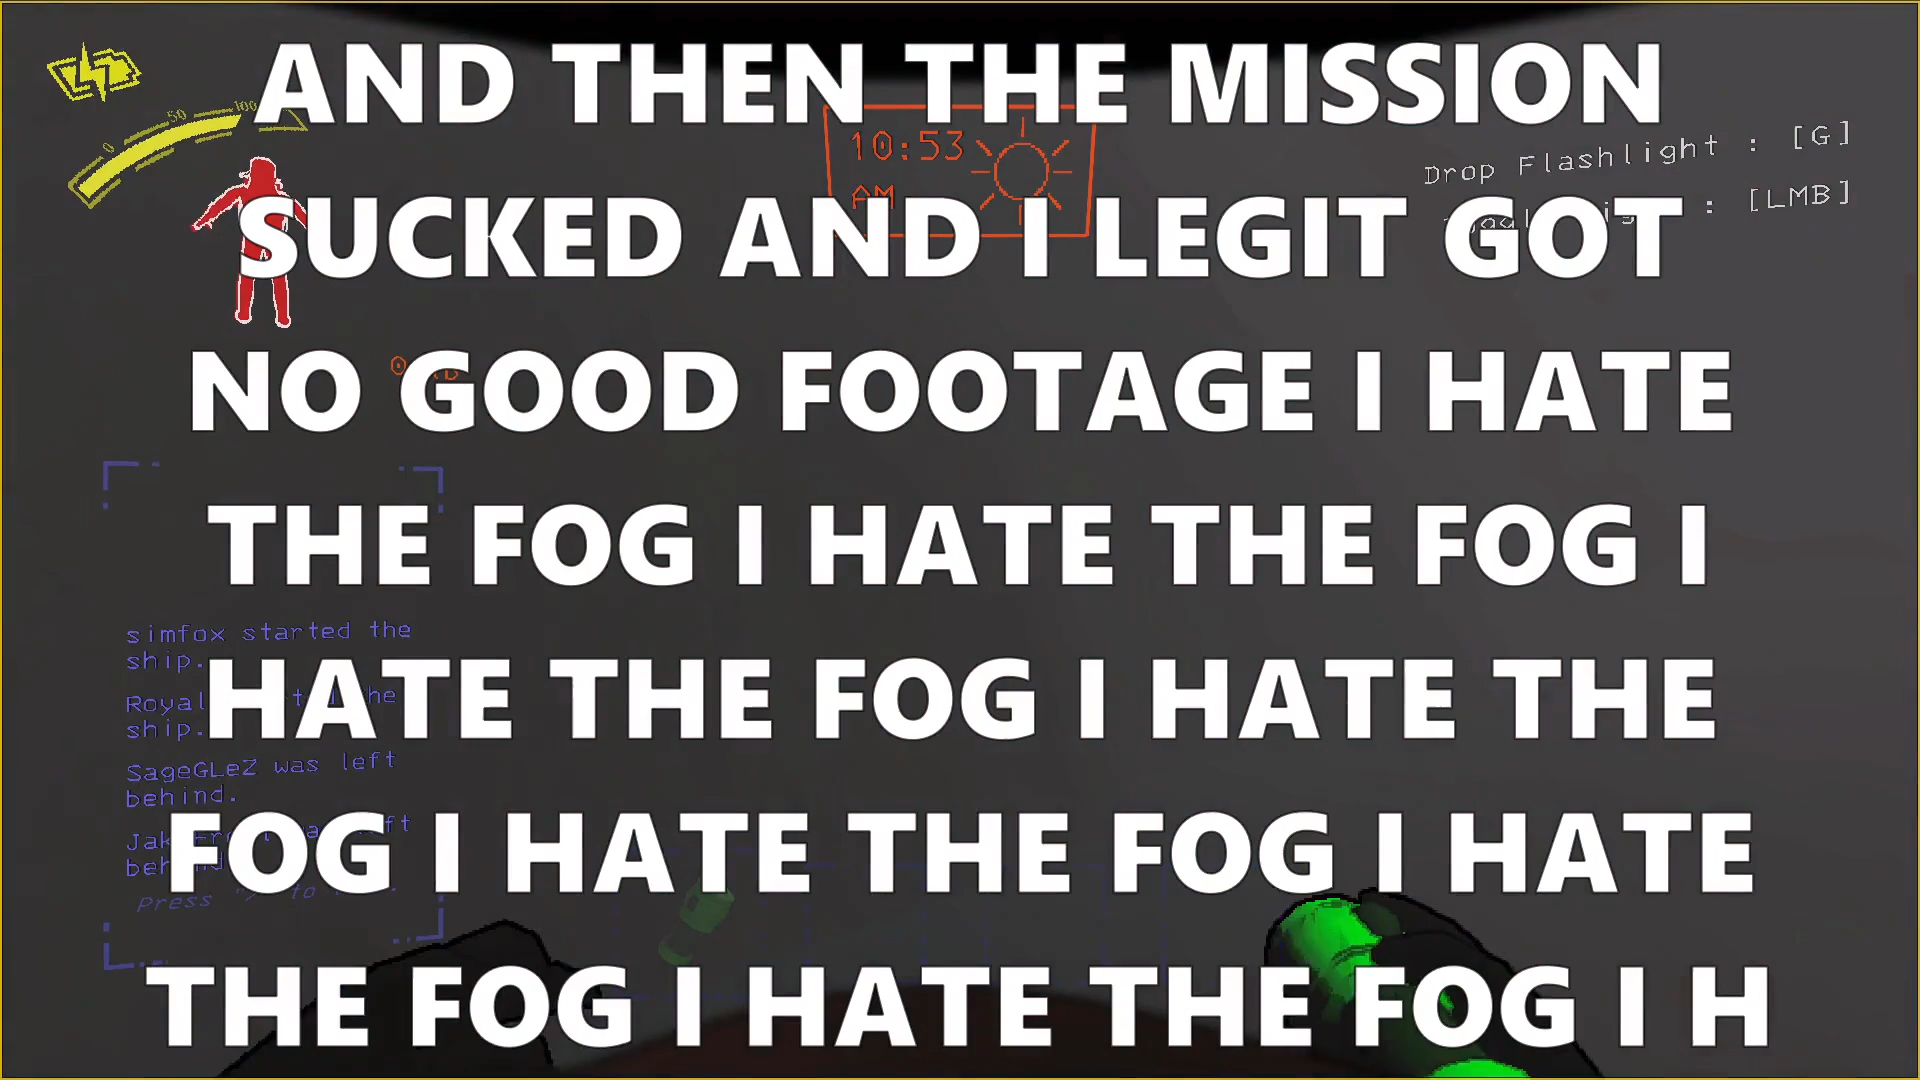 AND THEN THE MISSION
SUCKED AND I LEGIT GOT
NO GOOD FOOTAGE I HATE
THE FOG I HATE THE FOG I
HATE THE FOG I HATE THE
FOG I HATE THE FOG I HATE
THE FOG I HATE THE FOG I H
0 50 100
10:53
AM
Drop Flashlight : [G]
: [LMB]
simfox started the
ship.
ship.
SageGLeZ was left
behind.
Press
to